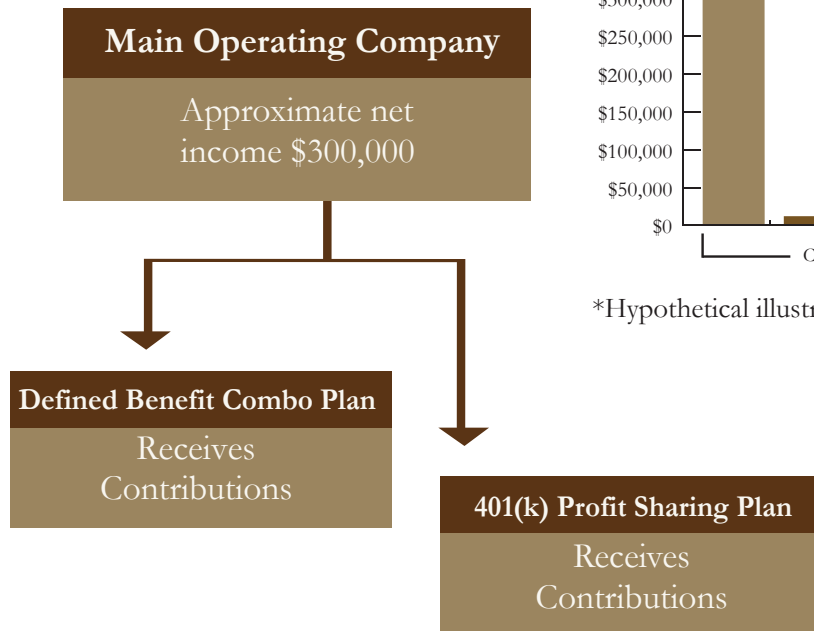 Main Operating Company
Approximate net
income $300,000
Defined Benefit Combo Plan
Receives
Contributions
401(k) Profit Sharing Plan
Receives
Contributions
$250,000
$200,000
$150,000
$100,000
$50,000
$0
*Hypothetical